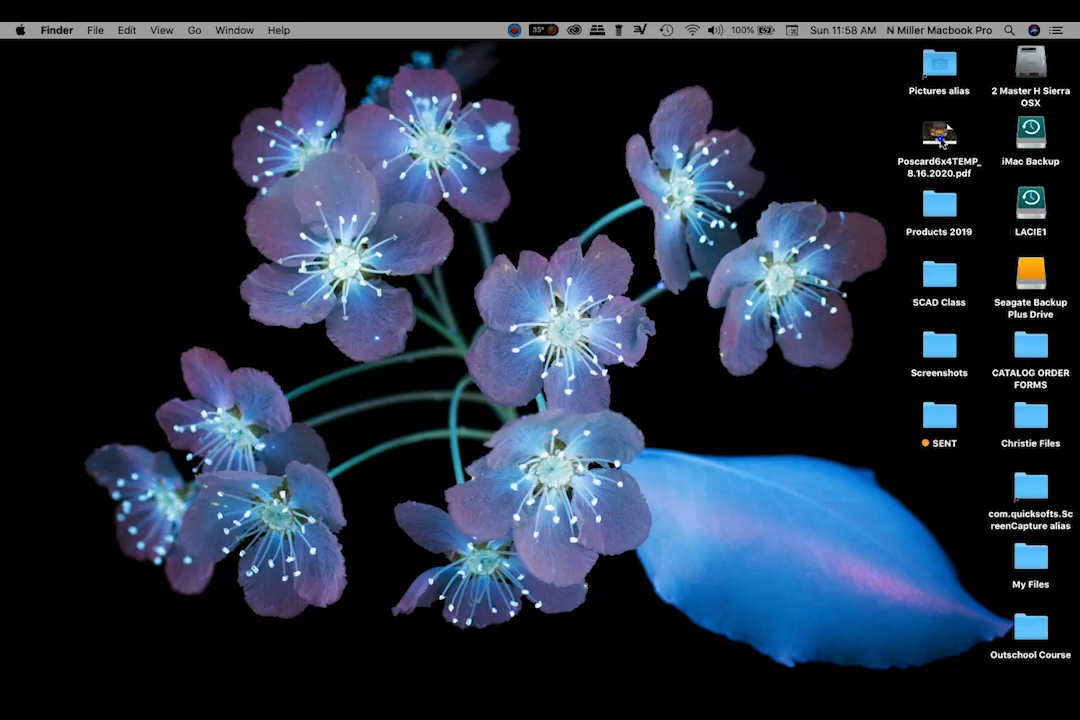 Finder File Edit View Go Window Help 35° 100% Sun 11:58 AM N Miller Macbook Pro
Pictures alias
2 Master H Sierra
OSX
Poscard6x4TEMP_
8.16.2020.pdf
iMac Backup
Products 2019
LACIE1
SCAD Class
Seagate Backup
Plus Drive
Screenshots
CATALOG ORDER
FORMS
SENT
Christie Files
com.quicksofts.Sc
reenCapture alias
My Files
Outschool Course